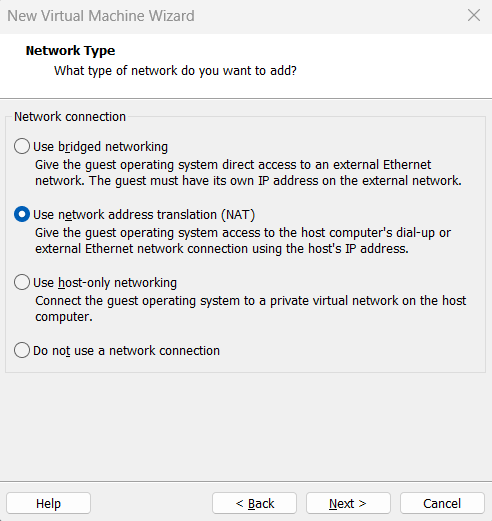 New Virtual Machine Wizard
Network Type
What type of network do you want to add?
Network connection
Use bridged networking
Give the guest operating system direct access to an external Ethernet
network. The guest must have its own IP address on the external network.
Use network address translation (NAT)
Give the guest operating system access to the host computer's dial-up or
external Ethernet network connection using the host's IP address.
Use host-only networking
Connect the guest operating system to a private virtual network on the host
computer.
Do not use a network connection
Help
< Back
Next >
Cancel